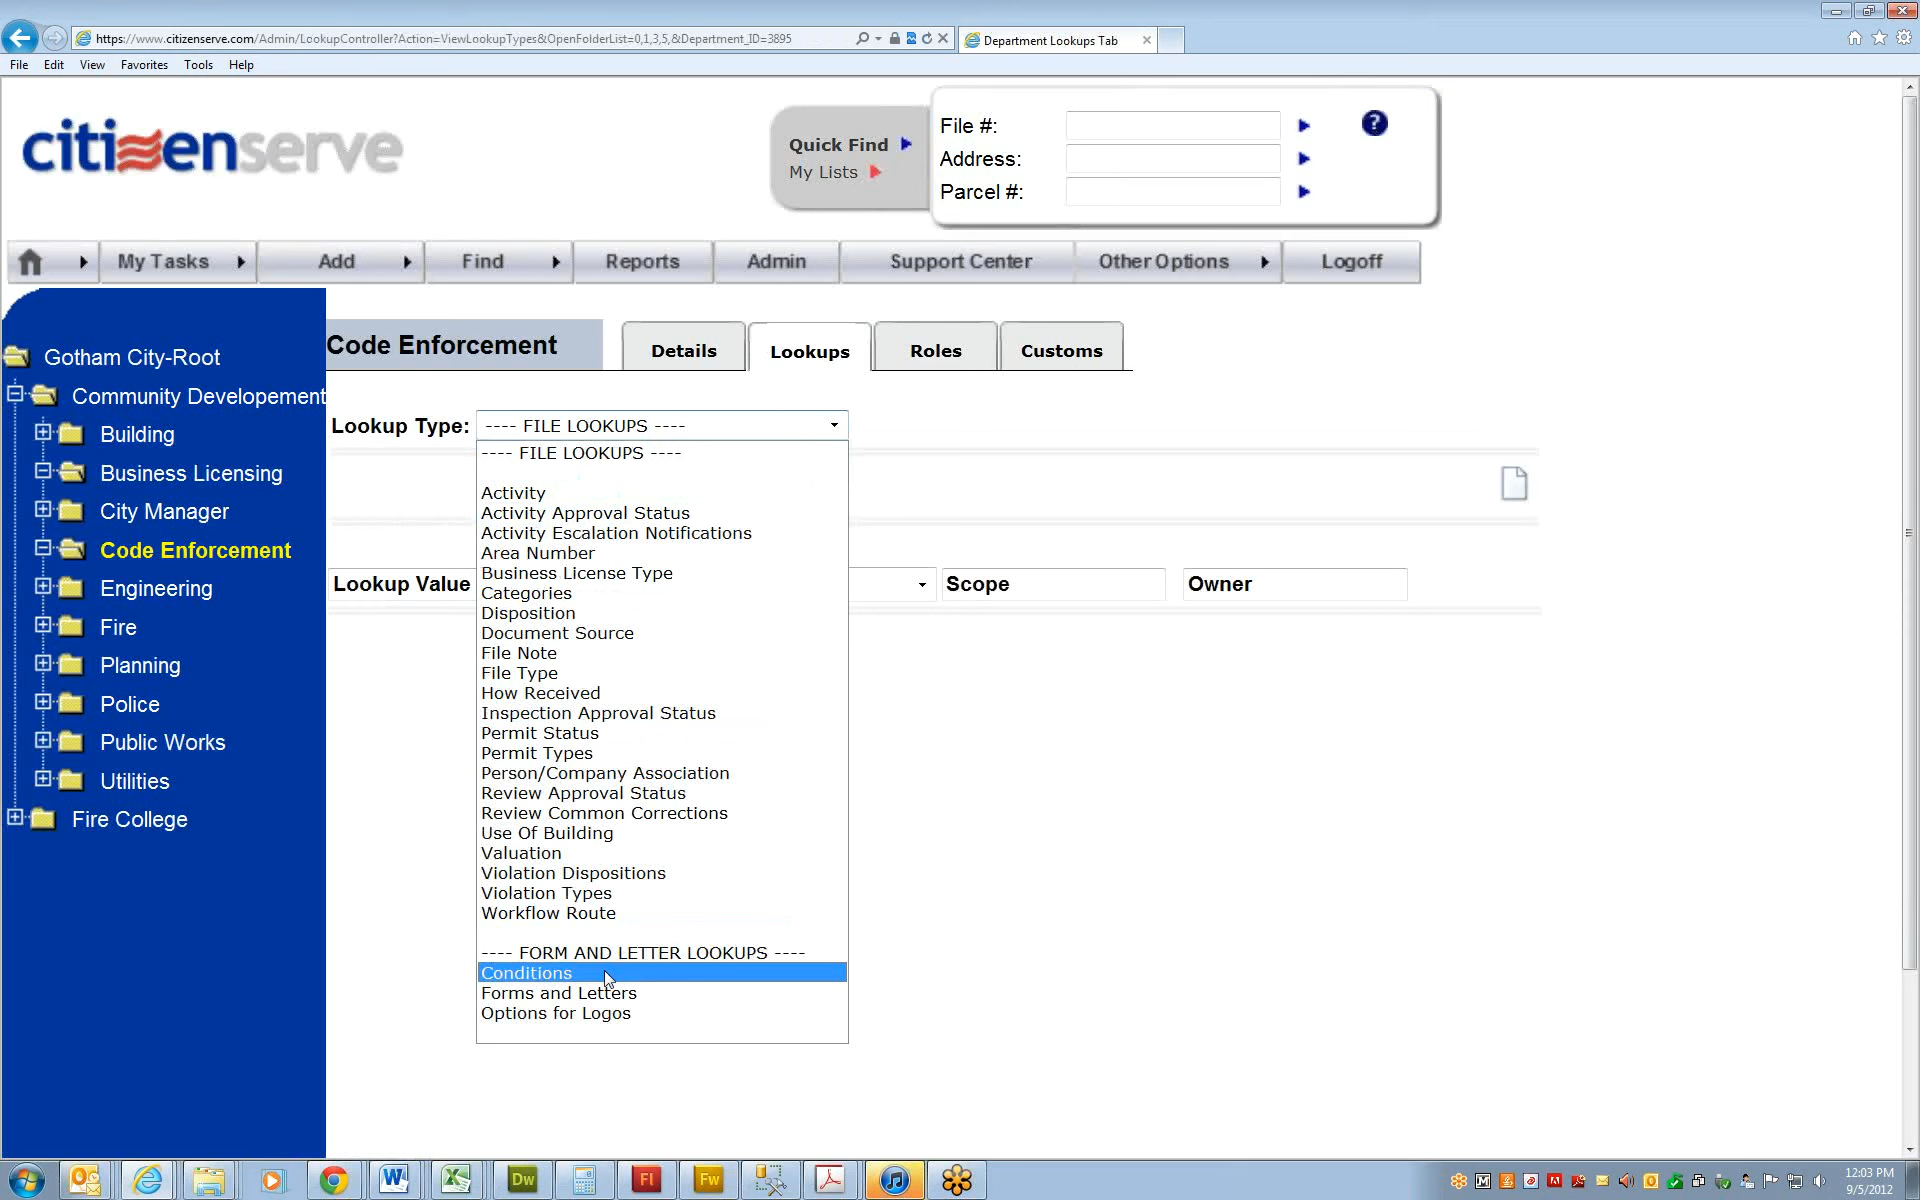 https://www.citizenserve.com/Admin/LookupController?Action=ViewLookupTypes&OpenFolderList=0,1,3,5,&Department_ID=3895
Department Lookups Tab
File Edit View Favorites Tools Help
citizenserve
Quick Find
My Lists
File #:
Address:
Parcel #:
?
My Tasks Add Find Reports Admin Support Center Other Options Logoff
Gotham City-Root
Community Developement
Building
Business Licensing
City Manager
Code Enforcement
Engineering
Fire
Planning
Police
Public Works
Utilities
Fire College
Code Enforcement
Details Lookups Roles Customs
Lookup Type: ---- FILE LOOKUPS ----
---- FILE LOOKUPS ----
Activity
Activity Approval Status
Activity Escalation Notifications
Area Number
Business License Type
Categories
Disposition
Document Source
File Note
File Type
How Received
Inspection Approval Status
Permit Status
Permit Types
Person/Company Association
Review Approval Status
Review Common Corrections
Use Of Building
Valuation
Violation Dispositions
Violation Types
Workflow Route
---- FORM AND LETTER LOOKUPS ----
Conditions
Forms and Letters
Options for Logos
Lookup Value Scope Owner
Dw Fl Fw
12:03 PM
9/5/2012